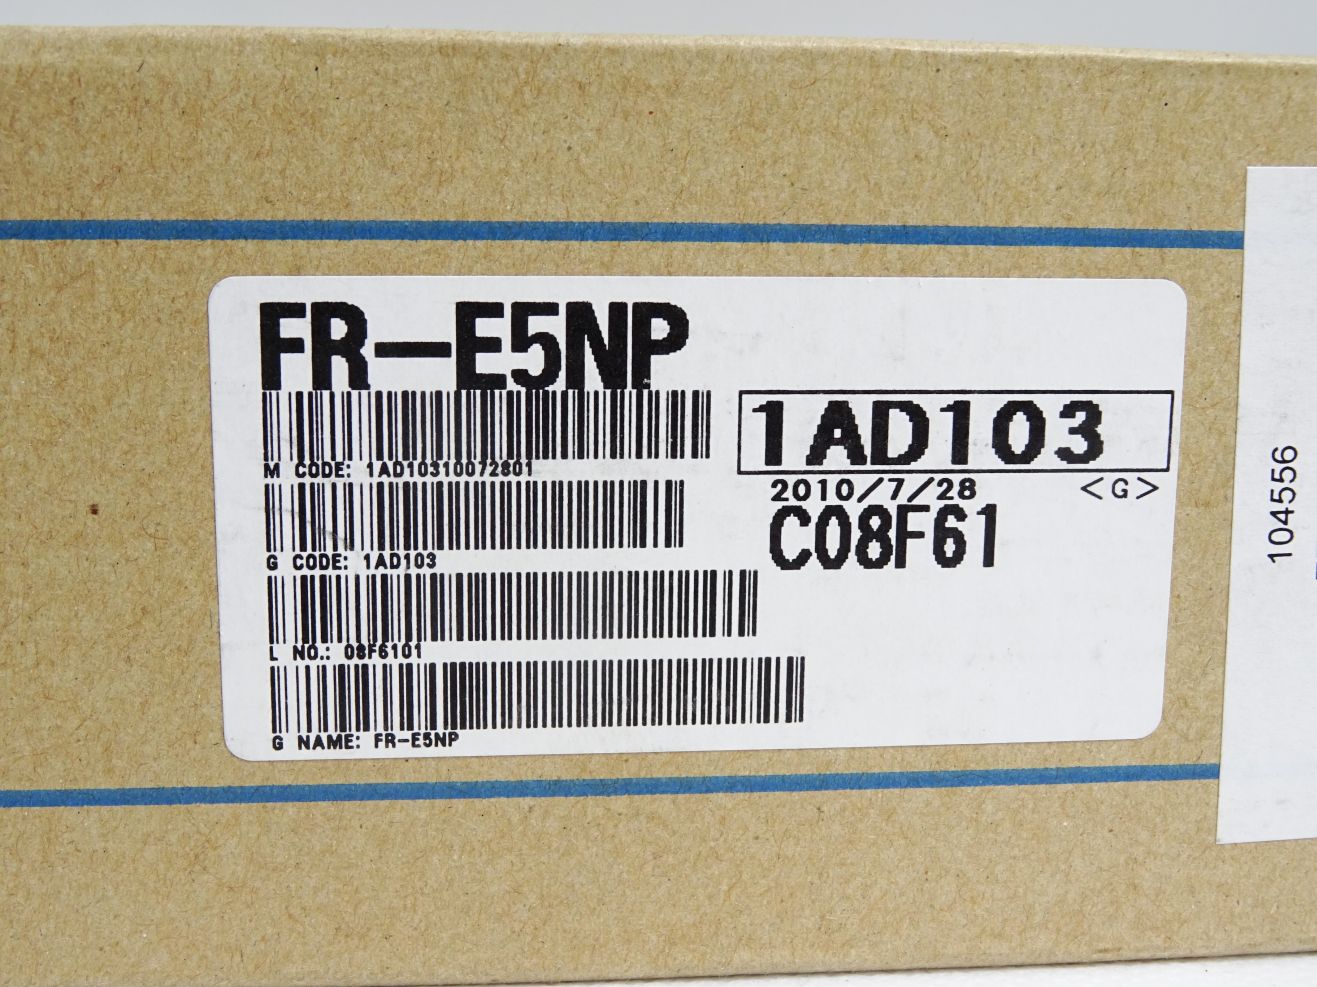 FR-E5NP
M CODE: 1AD10310072801
1AD103
2010/7/28 <G>
C08F61
G CODE: 1AD103
L NO.: 08F6101
G NAME: FR-E5NP
104556